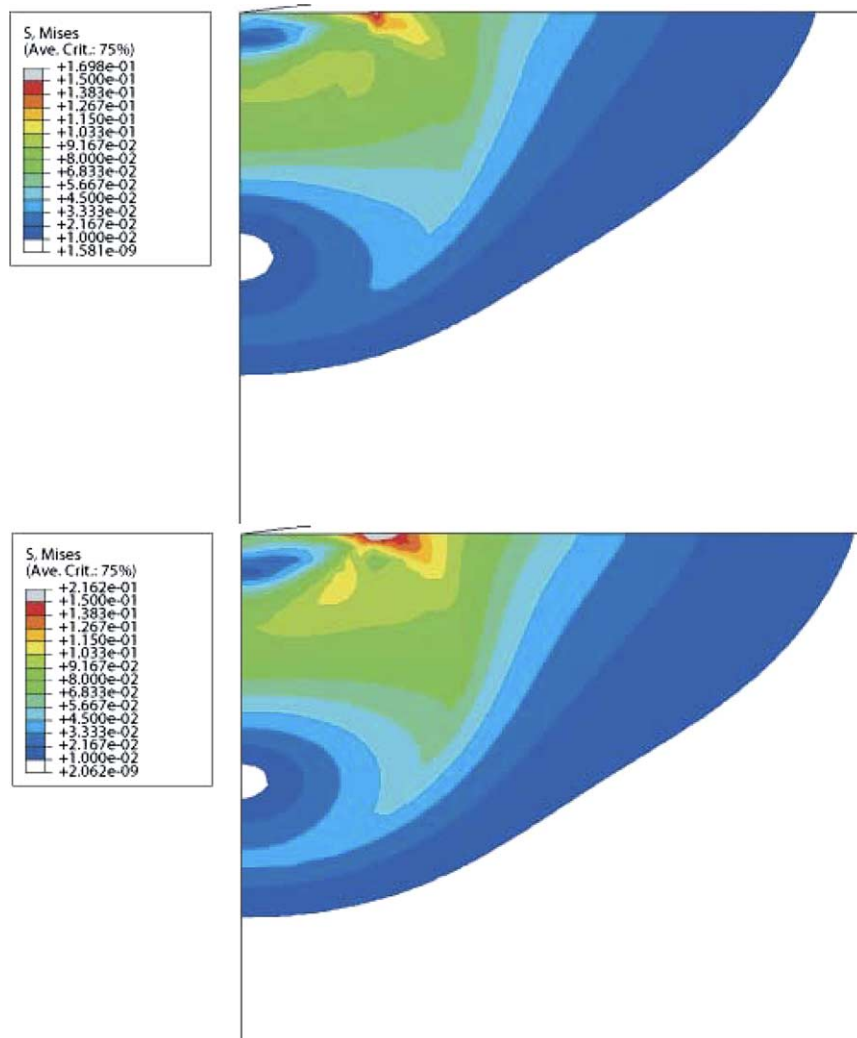 S, Mises
(Ave. Crit.: 75%)
+1.698e-01
+1.500e-01
+1.383e-01
+1.267e-01
+1.150e-01
+1.033e-01
+9.167e-02
+8.000e-02
+6.833e-02
+5.667e-02
+4.500e-02
+3.333e-02
+2.167e-02
+1.000e-02
+1.581e-09
S, Mises
(Ave. Crit.: 75%)
+2.162e-01
+1.500e-01
+1.383e-01
+1.267e-01
+1.150e-01
+1.033e-01
+9.167e-02
+8.000e-02
+6.833e-02
+5.667e-02
+4.500e-02
+3.333e-02
+2.167e-02
+1.000e-02
+2.062e-09